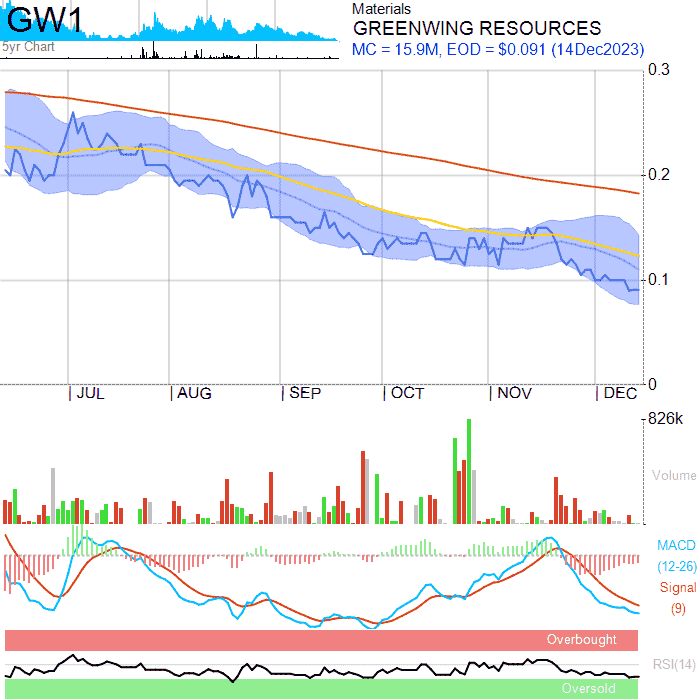 GW1
5yr Chart
Materials
GREENWING RESOURCES
MC = 15.9M, EOD = $0.091 (14Dec2023)
0.3
0.2
0.1
0
JUL AUG SEP OCT NOV DEC
826k
Volume
MACD
(12-26)
Signal
(9)
Overbought
RSI(14)
Oversold